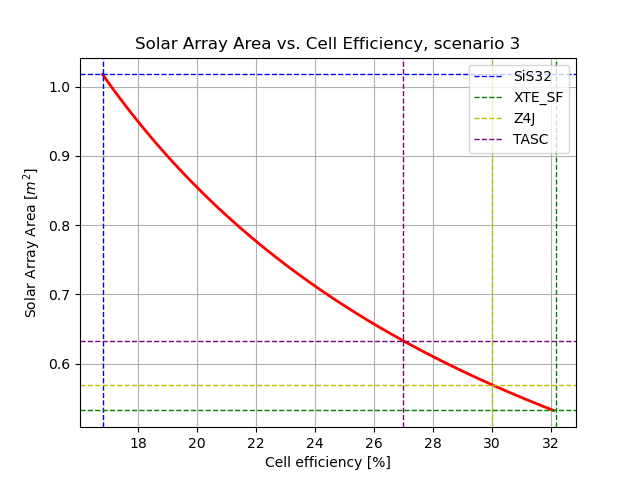 Solar Array Area vs. Cell Efficiency, scenario 3
SiS32
XTE_SF
Z4J
TASC
1.0
0.9
0.8
0.7
0.6
Solar Array Area [m²]
18 20 22 24 26 28 30 32
Cell efficiency [%]